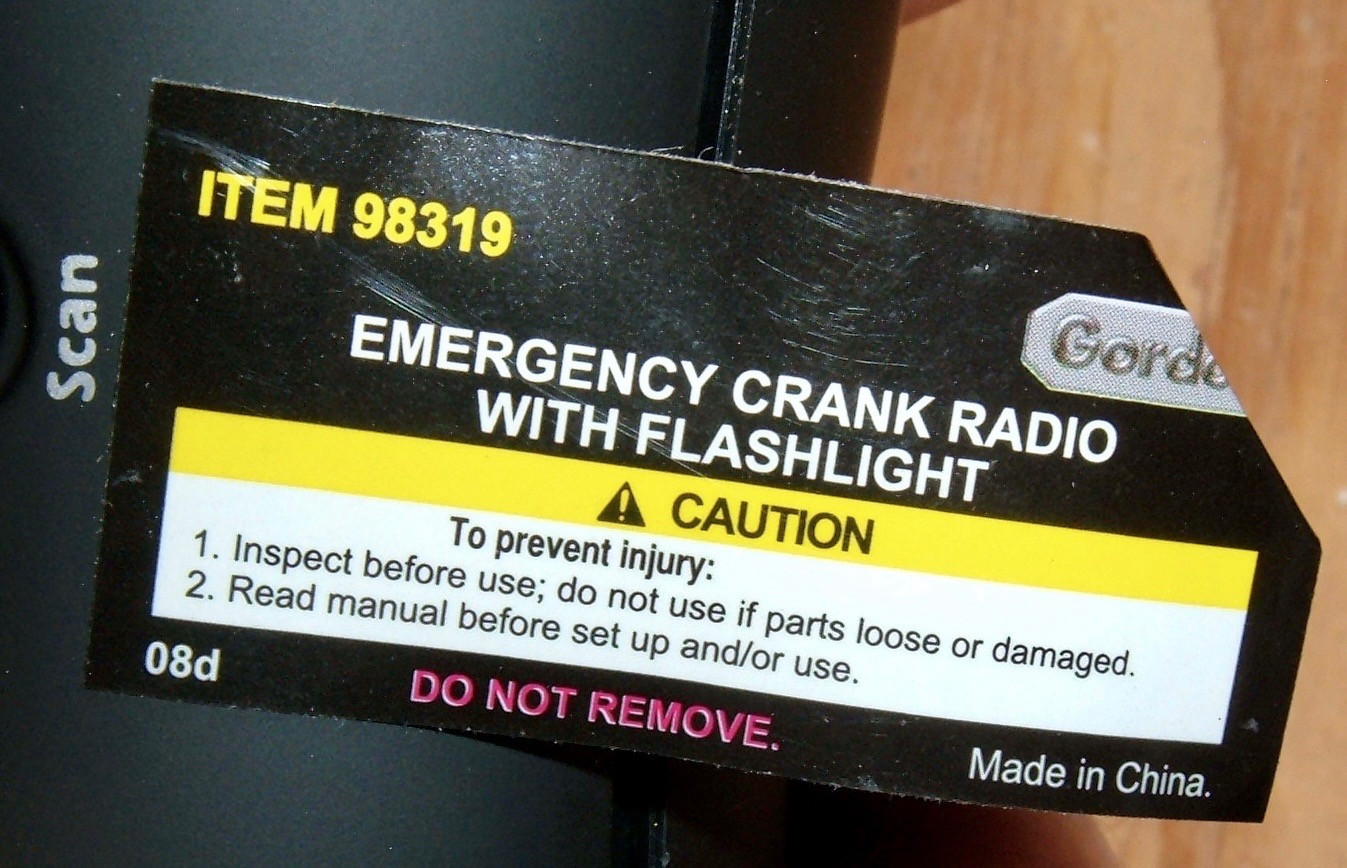 Scan
ITEM 98319
Gordo
EMERGENCY CRANK RADIO
WITH FLASHLIGHT
CAUTION
To prevent injury:
1. Inspect before use; do not use if parts loose or damaged.
2. Read manual before set up and/or use.
08d
DO NOT REMOVE.
Made in China.